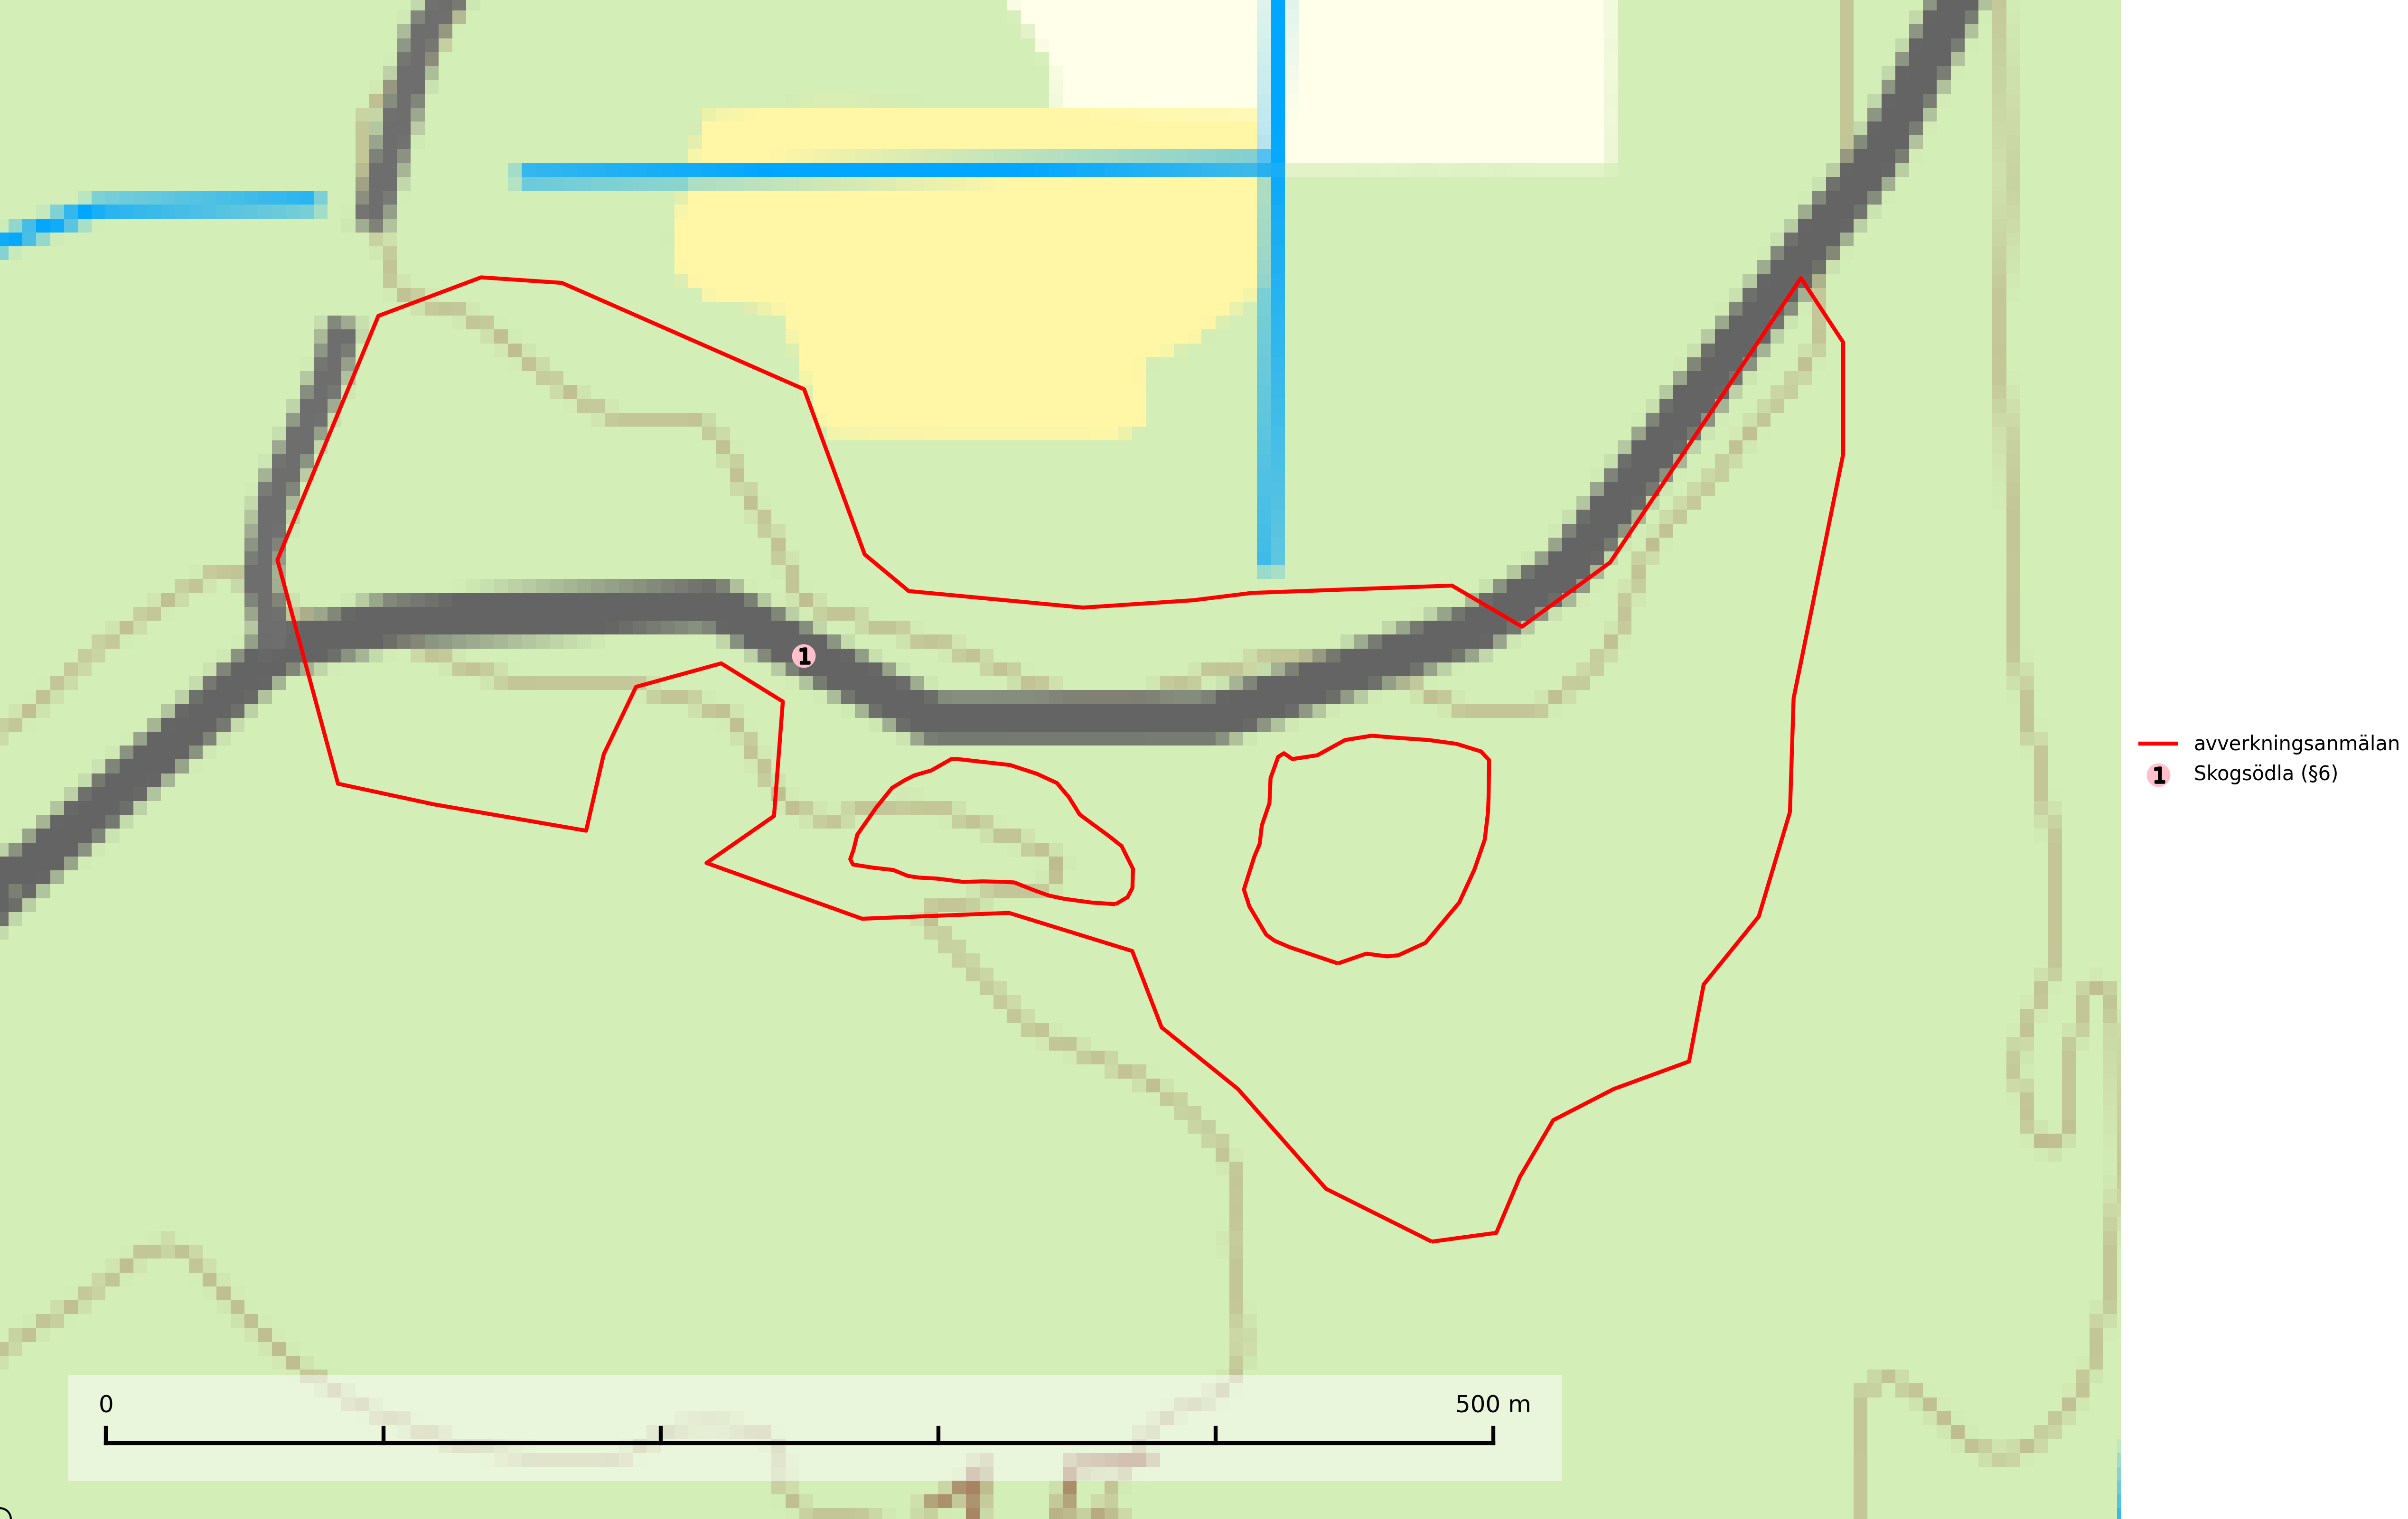 1
avverkningsanmälan
1 Skogsödla (§6)
0 500 m